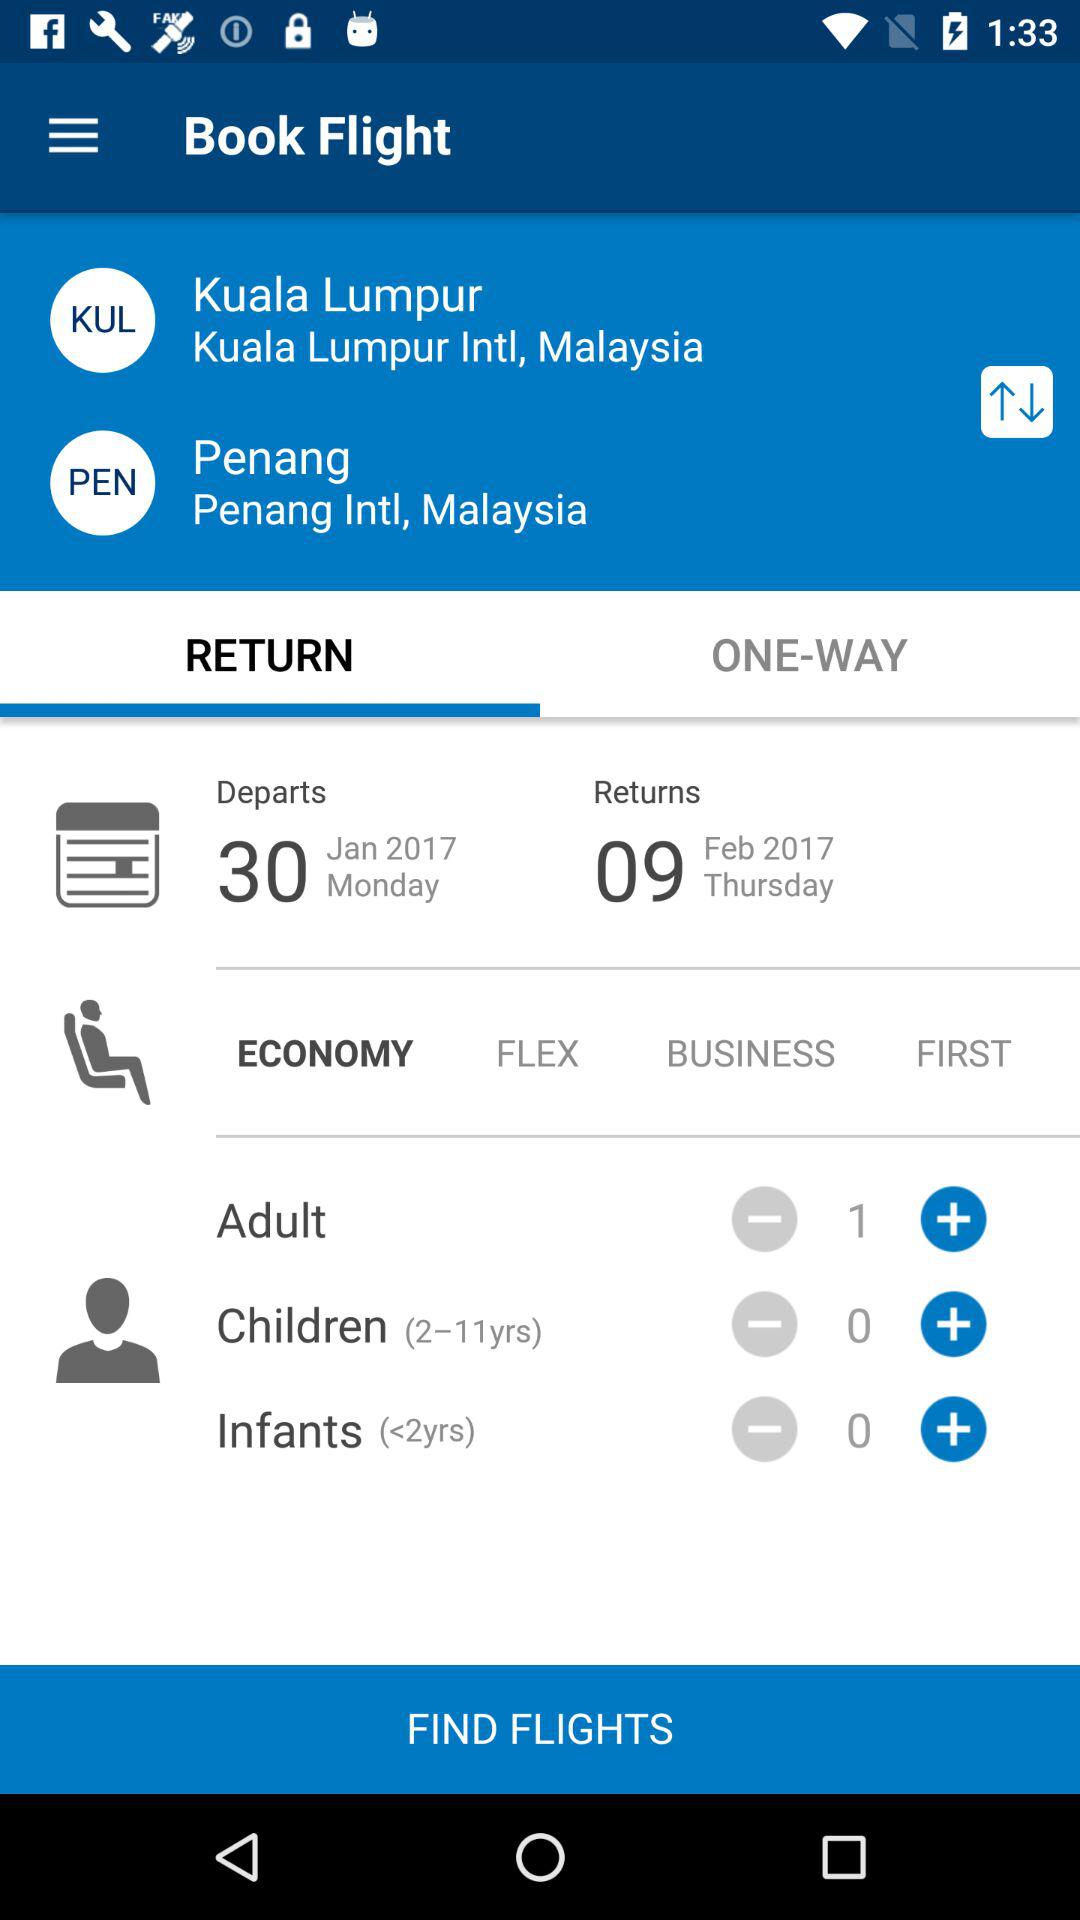 FAKE
1:33
Book Flight
KUL
Kuala Lumpur
Kuala Lumpur Intl, Malaysia
PEN
Penang
Penang Intl, Malaysia
RETURN ONE-WAY
Departs Returns
30 Jan 2017 Monday 09 Feb 2017 Thursday
ECONOMY FLEX BUSINESS FIRST
Adult 1
Children (2–11yrs) 0
Infants (<2yrs) 0
FIND FLIGHTS